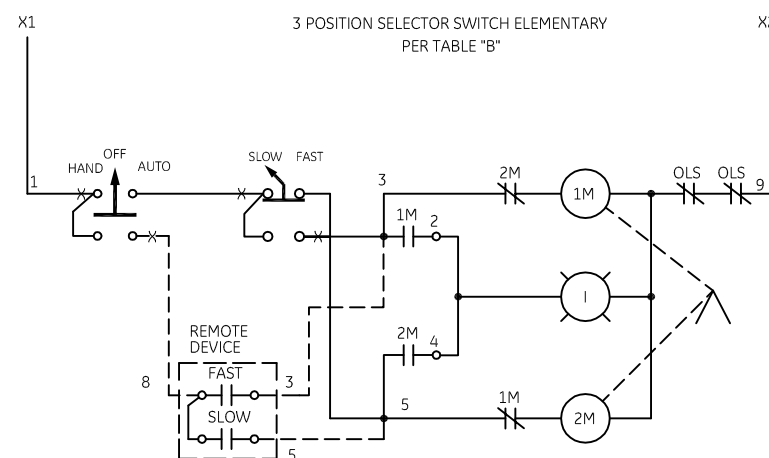 X1
3 POSITION SELECTOR SWITCH ELEMENTARY
PER TABLE "B"
OFF
HAND
AUTO
SLOW FAST
1
3
2M
1M
OLS OLS
9
1M
2
I
2M
4
REMOTE
DEVICE
FAST
8
3
SLOW
5
1M
2M
5